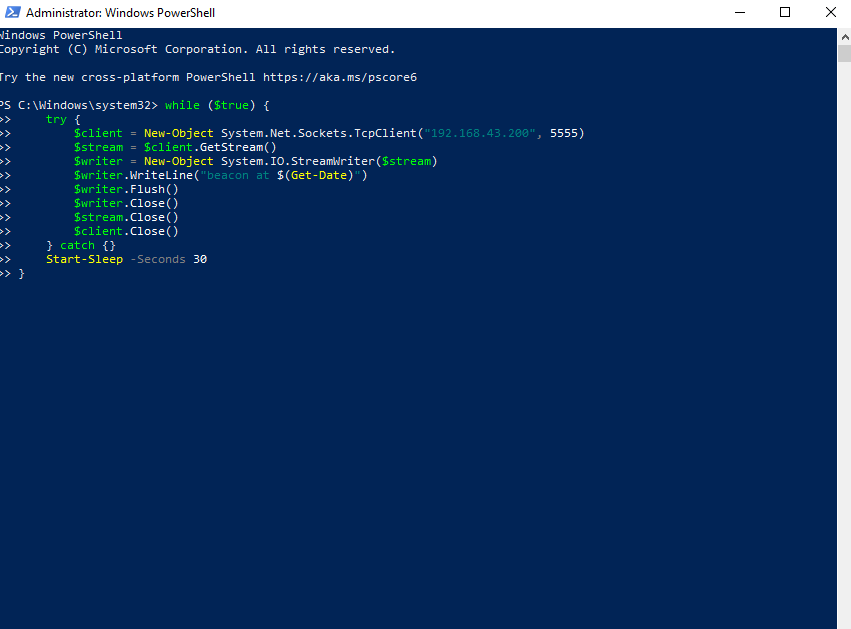 Administrator: Windows PowerShell
Windows PowerShell
Copyright (C) Microsoft Corporation. All rights reserved.
Try the new cross-platform PowerShell https://aka.ms/pscore6
PS C:\Windows\system32> while ($true) {
>>     try {
>>         $client = New-Object System.Net.Sockets.TcpClient("192.168.43.200", 5555)
>>         $stream = $client.GetStream()
>>         $writer = New-Object System.IO.StreamWriter($stream)
>>         $writer.WriteLine("beacon at $(Get-Date)")
>>         $writer.Flush()
>>         $writer.Close()
>>         $stream.Close()
>>         $client.Close()
>>     } catch {}
>>     Start-Sleep -Seconds 30
>> }